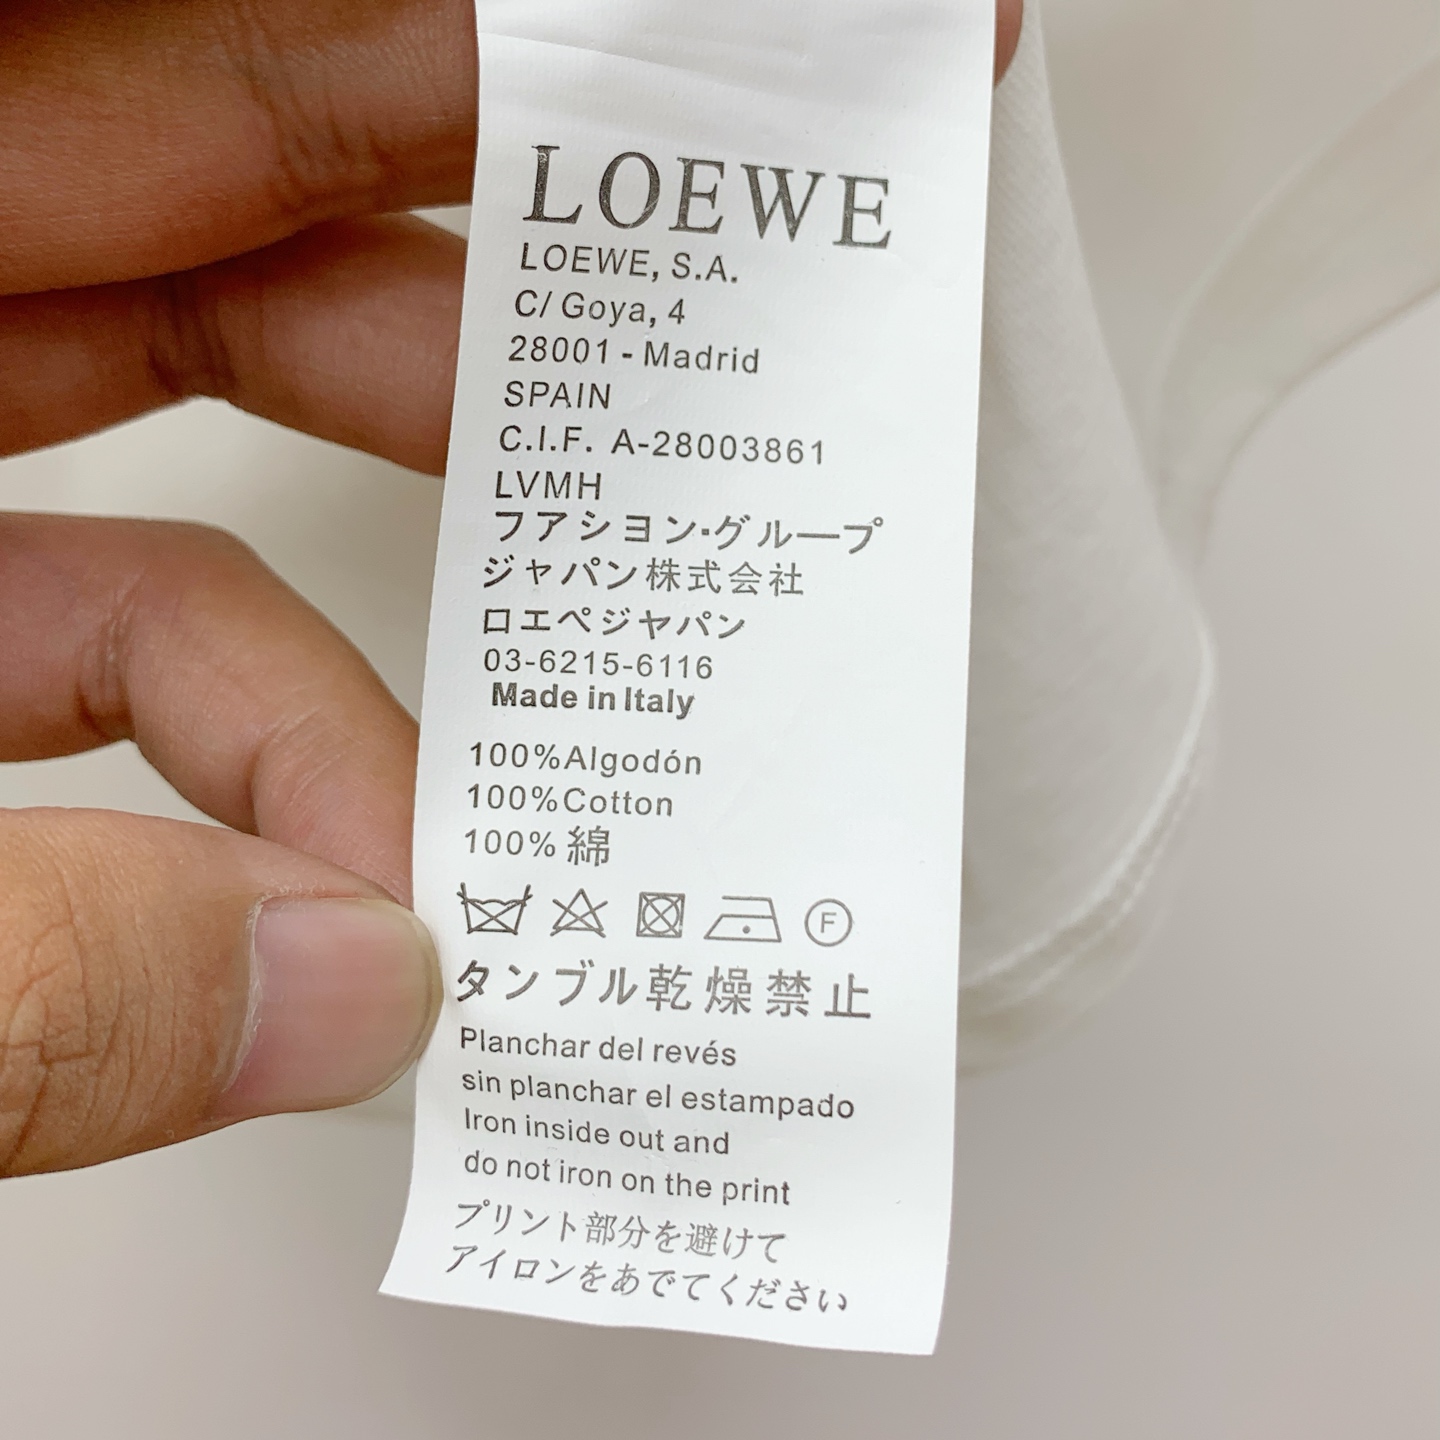 LOEWE
LOEWE, S.A.
C/ Goya, 4
28001 - Madrid
SPAIN
C.I.F. A-28003861
LVMH
フアシヨン・グループ
ジャパン株式会社
ロエペジヤパン
03-6215-6116
Made in Italy
100%Algodón
100%Cotton
100% 綿
F
タンブル乾燥禁止
Planchar del revés
sin planchar el estampado
Iron inside out and
do not iron on the print
プリント部分を避けて
アイロンをあでてください